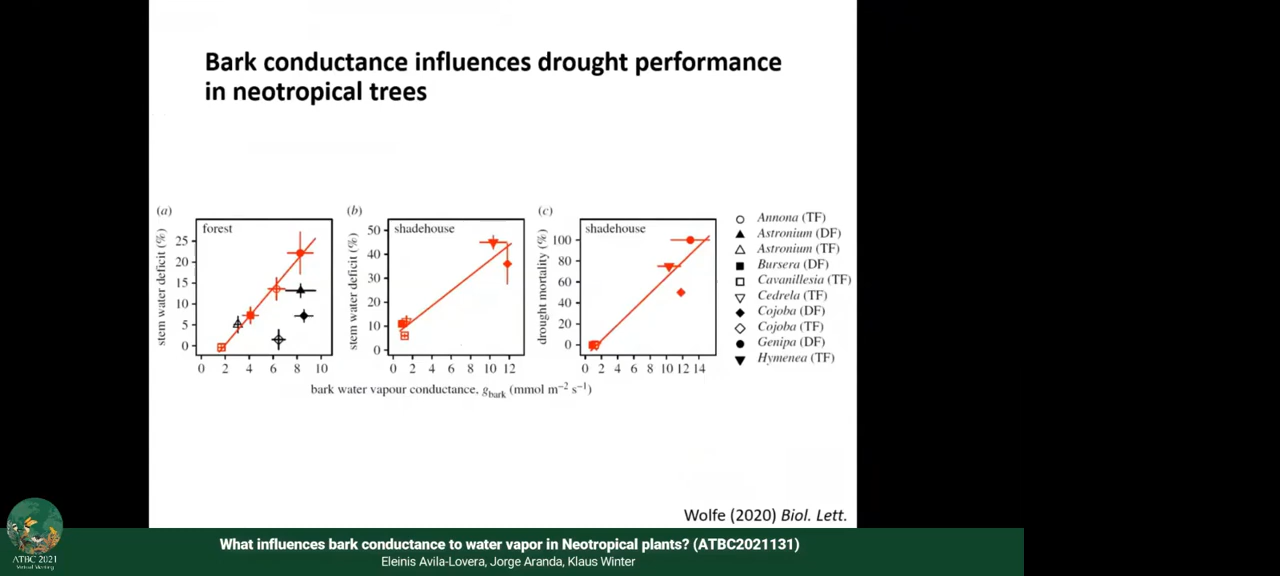 Bark conductance influences drought performance
in neotropical trees
(a)
forest
stem water deficit (%)
25
20
15
10
5
0
0 2 4 6 8 10
(b)
shadehouse
stem water deficit (%)
50
40
30
20
10
0
0 2 4 6 8 10 12
(c)
shadehouse
drought mortality (%)
100
80
60
40
20
0
0 2 4 6 8 10 12 14
bark water vapour conductance, gbark (mmol m−2 s−1)
Annona (TF)
Astronium (DF)
Astronium (TF)
Bursera (DF)
Cavanillesia (TF)
Cedrela (TF)
Cojoba (DF)
Cojoba (TF)
Genipa (DF)
Hymenea (TF)
Wolfe (2020) Biol. Lett.
ATBC 2021
Virtual Meeting
What influences bark conductance to water vapor in Neotropical plants? (ATBC2021131)
Eleinis Avila-Lovera, Jorge Aranda, Klaus Winter